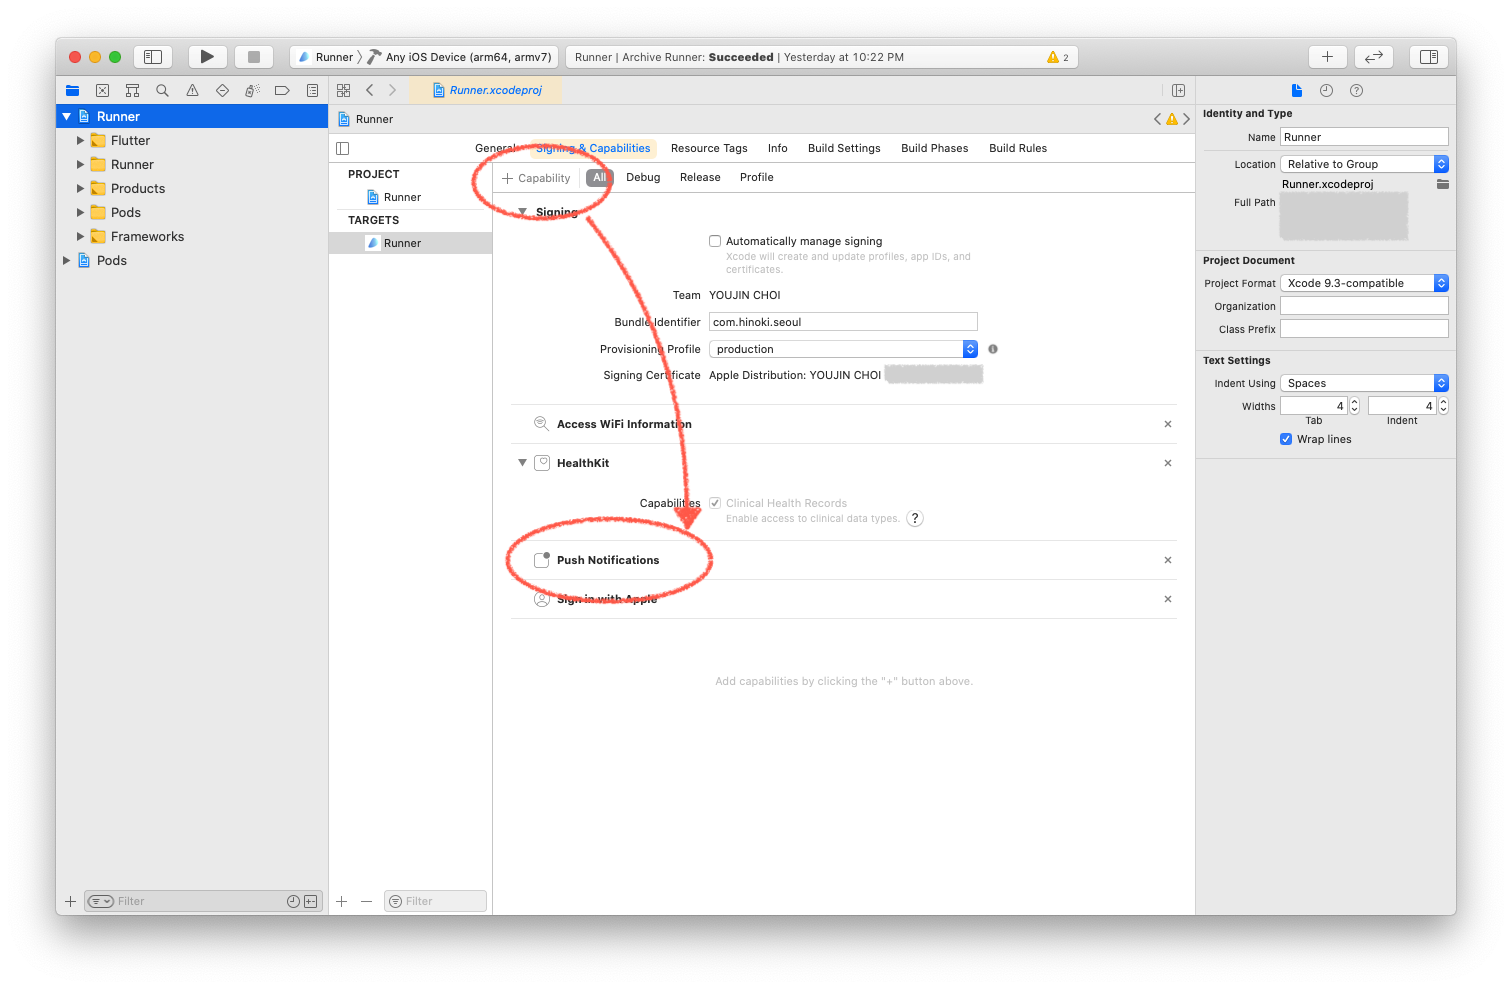 Runner
Any iOS Device (arm64, armv7)
Runner | Archive Runner: Succeeded | Yesterday at 10:22 PM
2
Runner.xcodeproj
Runner
Flutter
Runner
Products
Pods
Frameworks
Pods
Filter
Runner
PROJECT
Runner
TARGETS
Runner
Filter
General
Signing & Capabilities
Resource Tags
Info
Build Settings
Build Phases
Build Rules
+ Capability
All
Debug
Release
Profile
Signing
Automatically manage signing
Xcode will create and update profiles, app IDs, and
certificates.
Team YOUJIN CHOI
Bundle Identifier com.hinoki.seoul
Provisioning Profile production
Signing Certificate Apple Distribution: YOUJIN CHOI
Access WiFi Information
HealthKit
Capabilities Clinical Health Records
Enable access to clinical data types. ?
Push Notifications
Sign in with Apple
Add capabilities by clicking the "+" button above.
Identity and Type
Name Runner
Location Relative to Group
Runner.xcodeproj
Full Path
Project Document
Project Format Xcode 9.3-compatible
Organization
Class Prefix
Text Settings
Indent Using Spaces
Widths 4 4
Tab Indent
Wrap lines